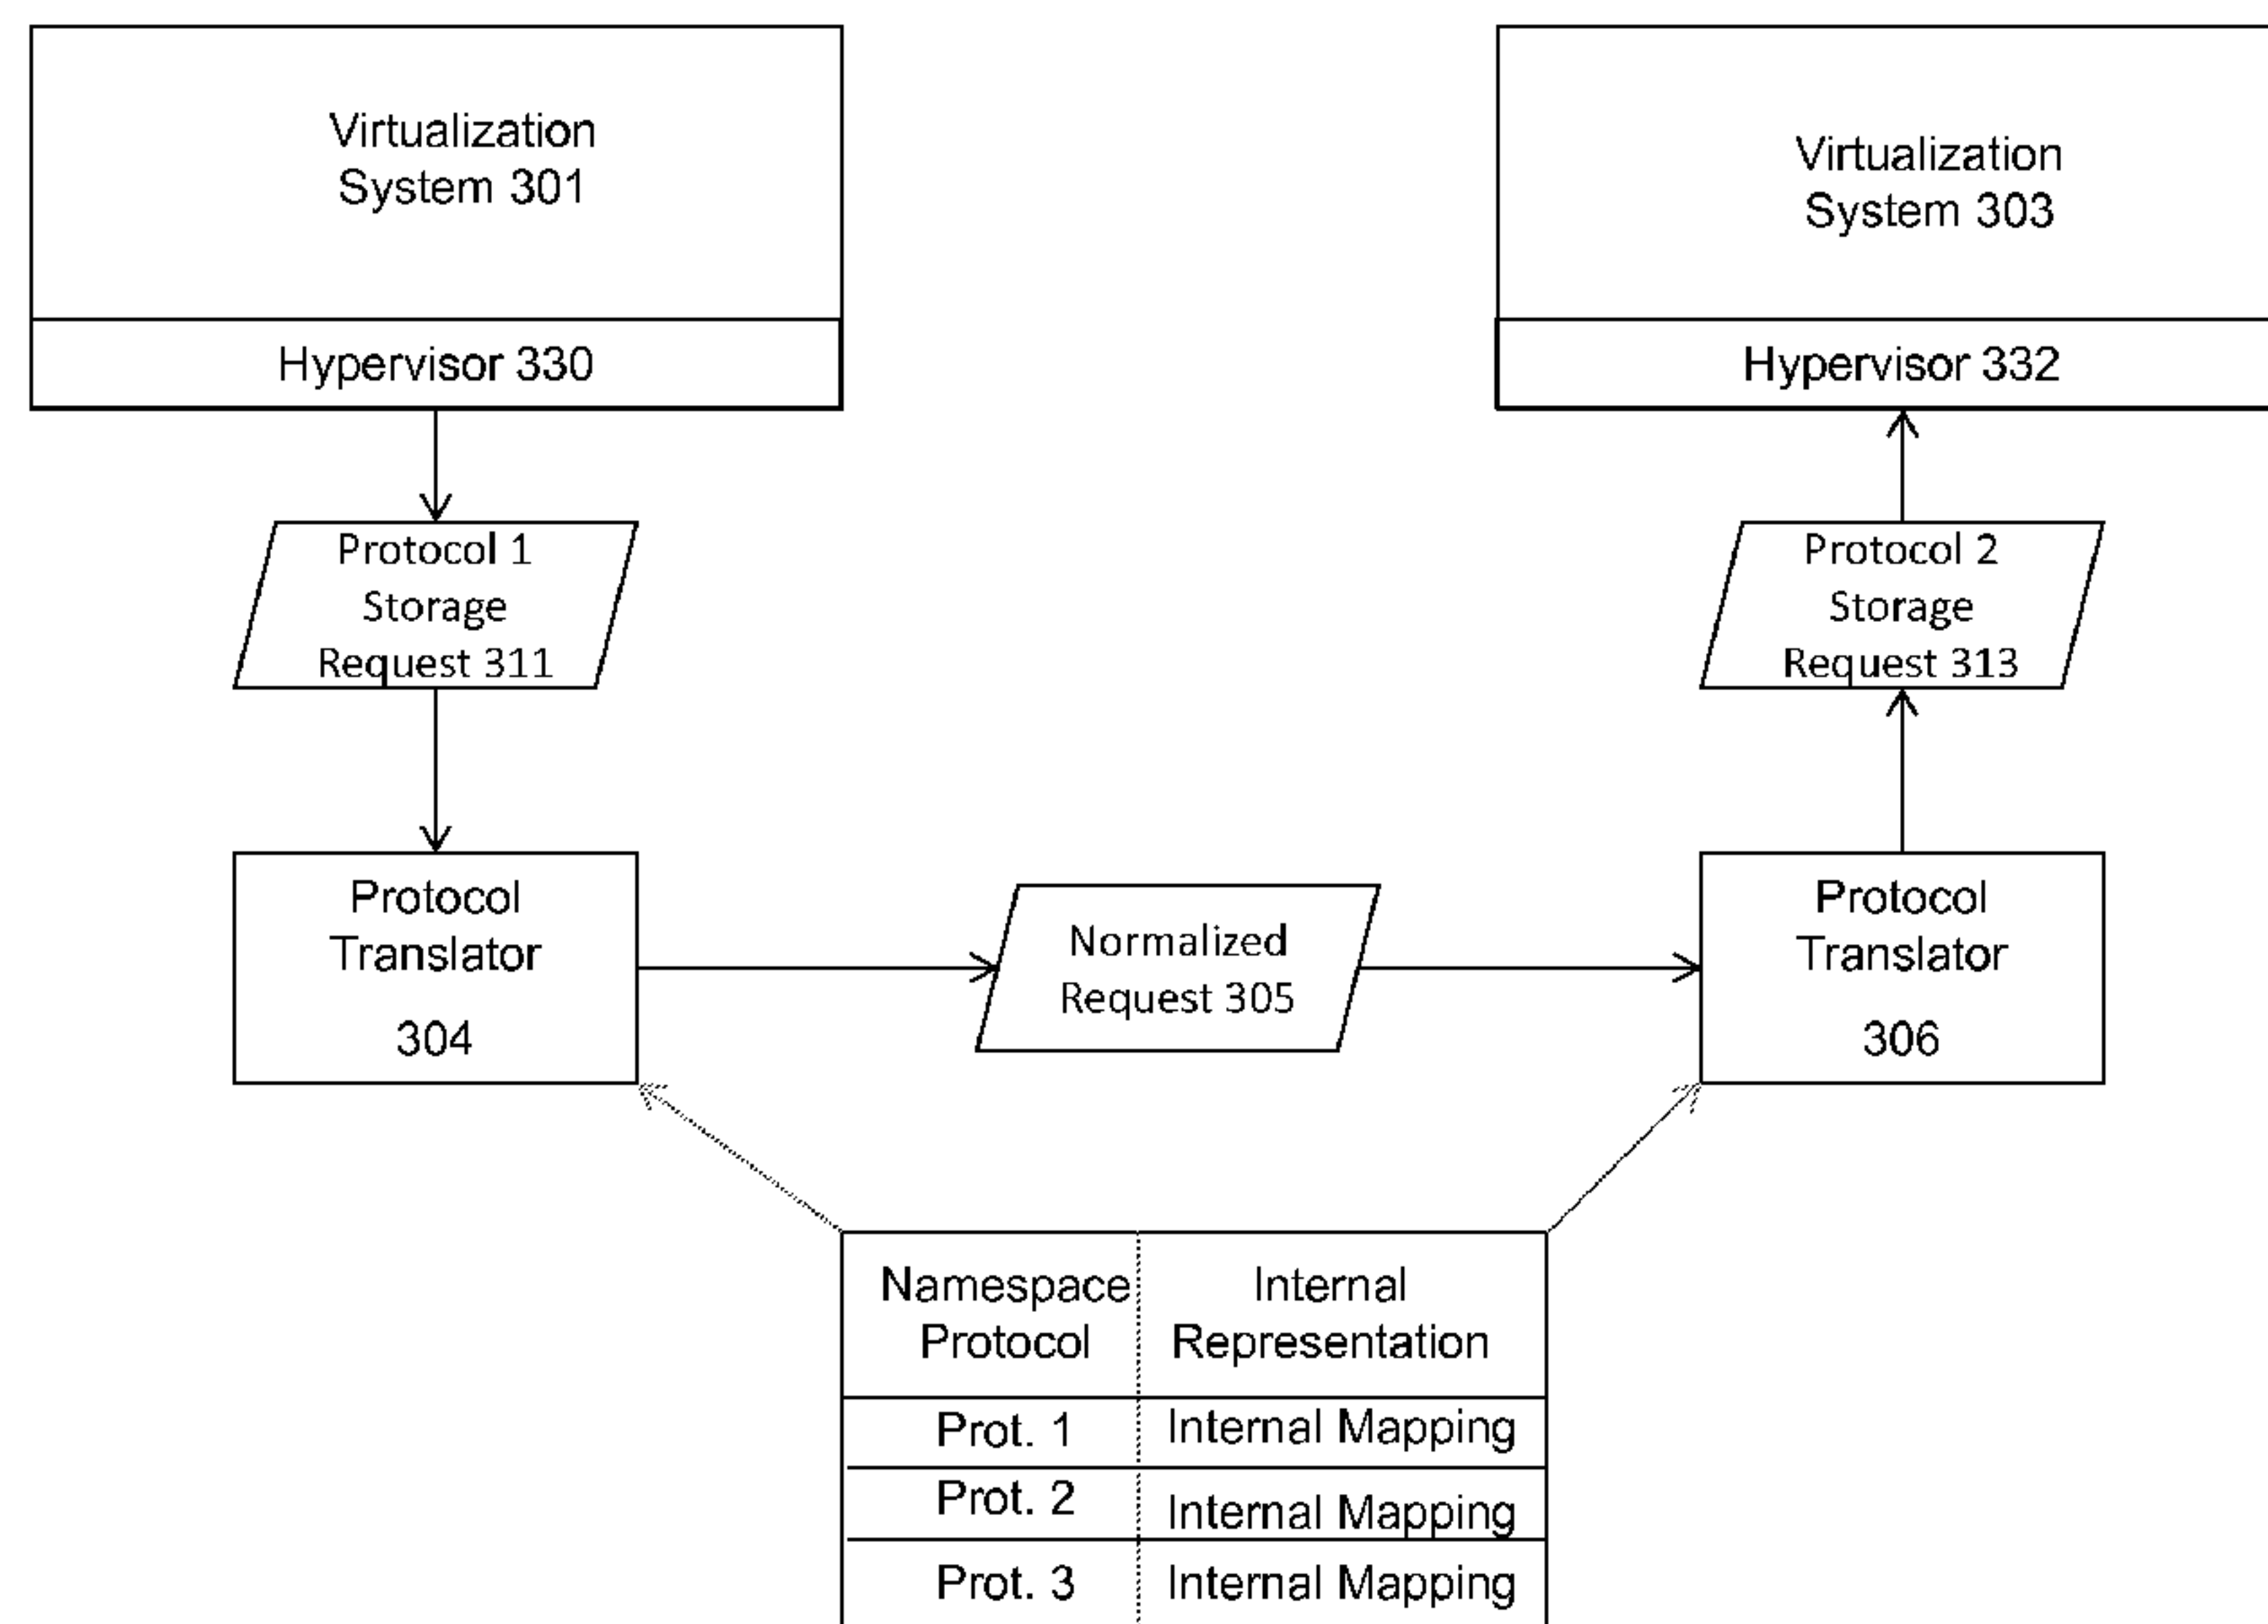 Virtualization
System 301
Hypervisor 330
Virtualization
System 303
Hypervisor 332
Protocol 1
Storage
Request 311
Protocol 2
Storage
Request 313
Protocol
Translator
304
Normalized
Request 305
Protocol
Translator
306
Namespace Internal
Protocol Representation
Prot. 1 Internal Mapping
Prot. 2 Internal Mapping
Prot. 3 Internal Mapping